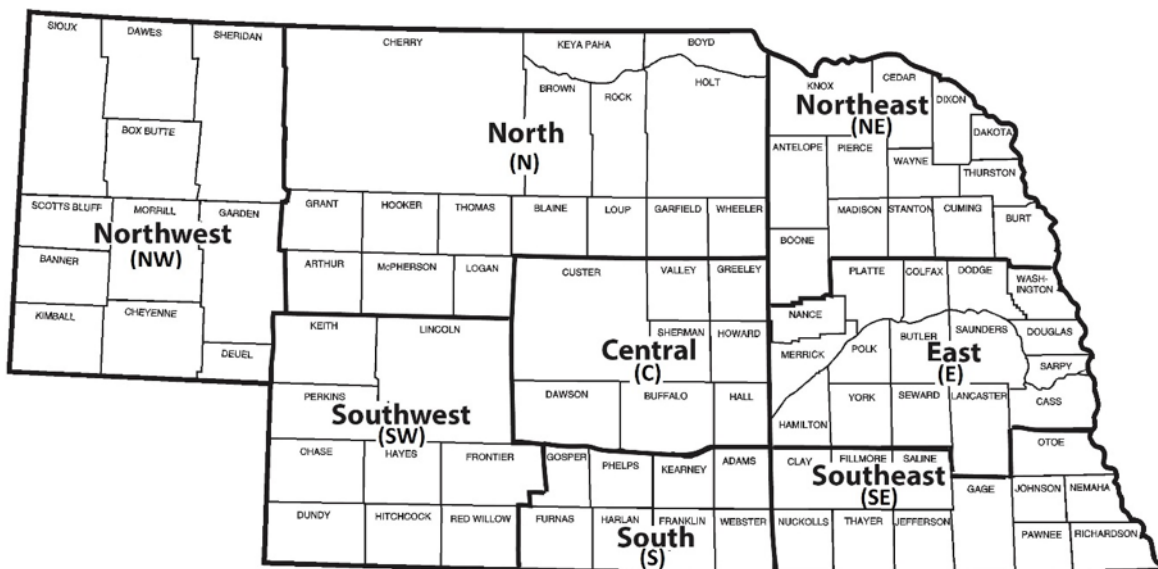 SIOUX
DAWES
SHERIDAN
CHERRY
KEYA PAHA
BOYD
BROWN
ROCK
HOLT
KNOX
CEDAR
DIXON
Northeast
(NE)
DAKOTA
BOX BUTTE
North
(N)
ANTELOPE
PIERCE
WAYNE
THURSTON
SCOTTS BLUFF
MORRILL
GARDEN
Northwest
(NW)
GRANT
HOOKER
THOMAS
BLAINE
LOUP
GARFIELD
WHEELER
MADISON
STANTON
CUMING
BURT
BOONE
BANNER
ARTHUR
McPHERSON
LOGAN
CUSTER
VALLEY
GREELEY
PLATTE
COLFAX
DODGE
WASH-
INGTON
KIMBALL
CHEYENNE
DEUEL
KEITH
LINCOLN
SHERMAN
HOWARD
NANCE
MERRICK
POLK
BUTLER
SAUNDERS
DOUGLAS
Central
(C)
East
(E)
SARPY
PERKINS
Southwest
(SW)
DAWSON
BUFFALO
HALL
HAMILTON
YORK
SEWARD
LANCASTER
CASS
OTOE
CHASE
HAYES
FRONTIER
GOSPER
PHELPS
KEARNEY
ADAMS
CLAY
FILLMORE
SALINE
Southeast
(SE)
GAGE
JOHNSON
NEMAHA
DUNDY
HITCHCOCK
RED WILLOW
FURNAS
HARLAN
FRANKLIN
WEBSTER
South
(S)
NUCKOLLS
THAYER
JEFFERSON
PAWNEE
RICHARDSON